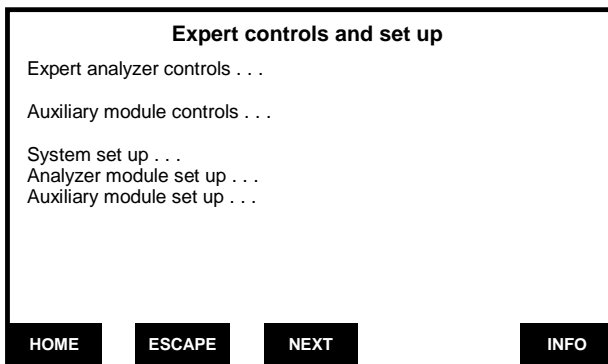 Expert controls and set up
Expert analyzer controls . . .
Auxiliary module controls . . .
System set up . . .
Analyzer module set up . . .
Auxiliary module set up . . .
HOME ESCAPE NEXT INFO